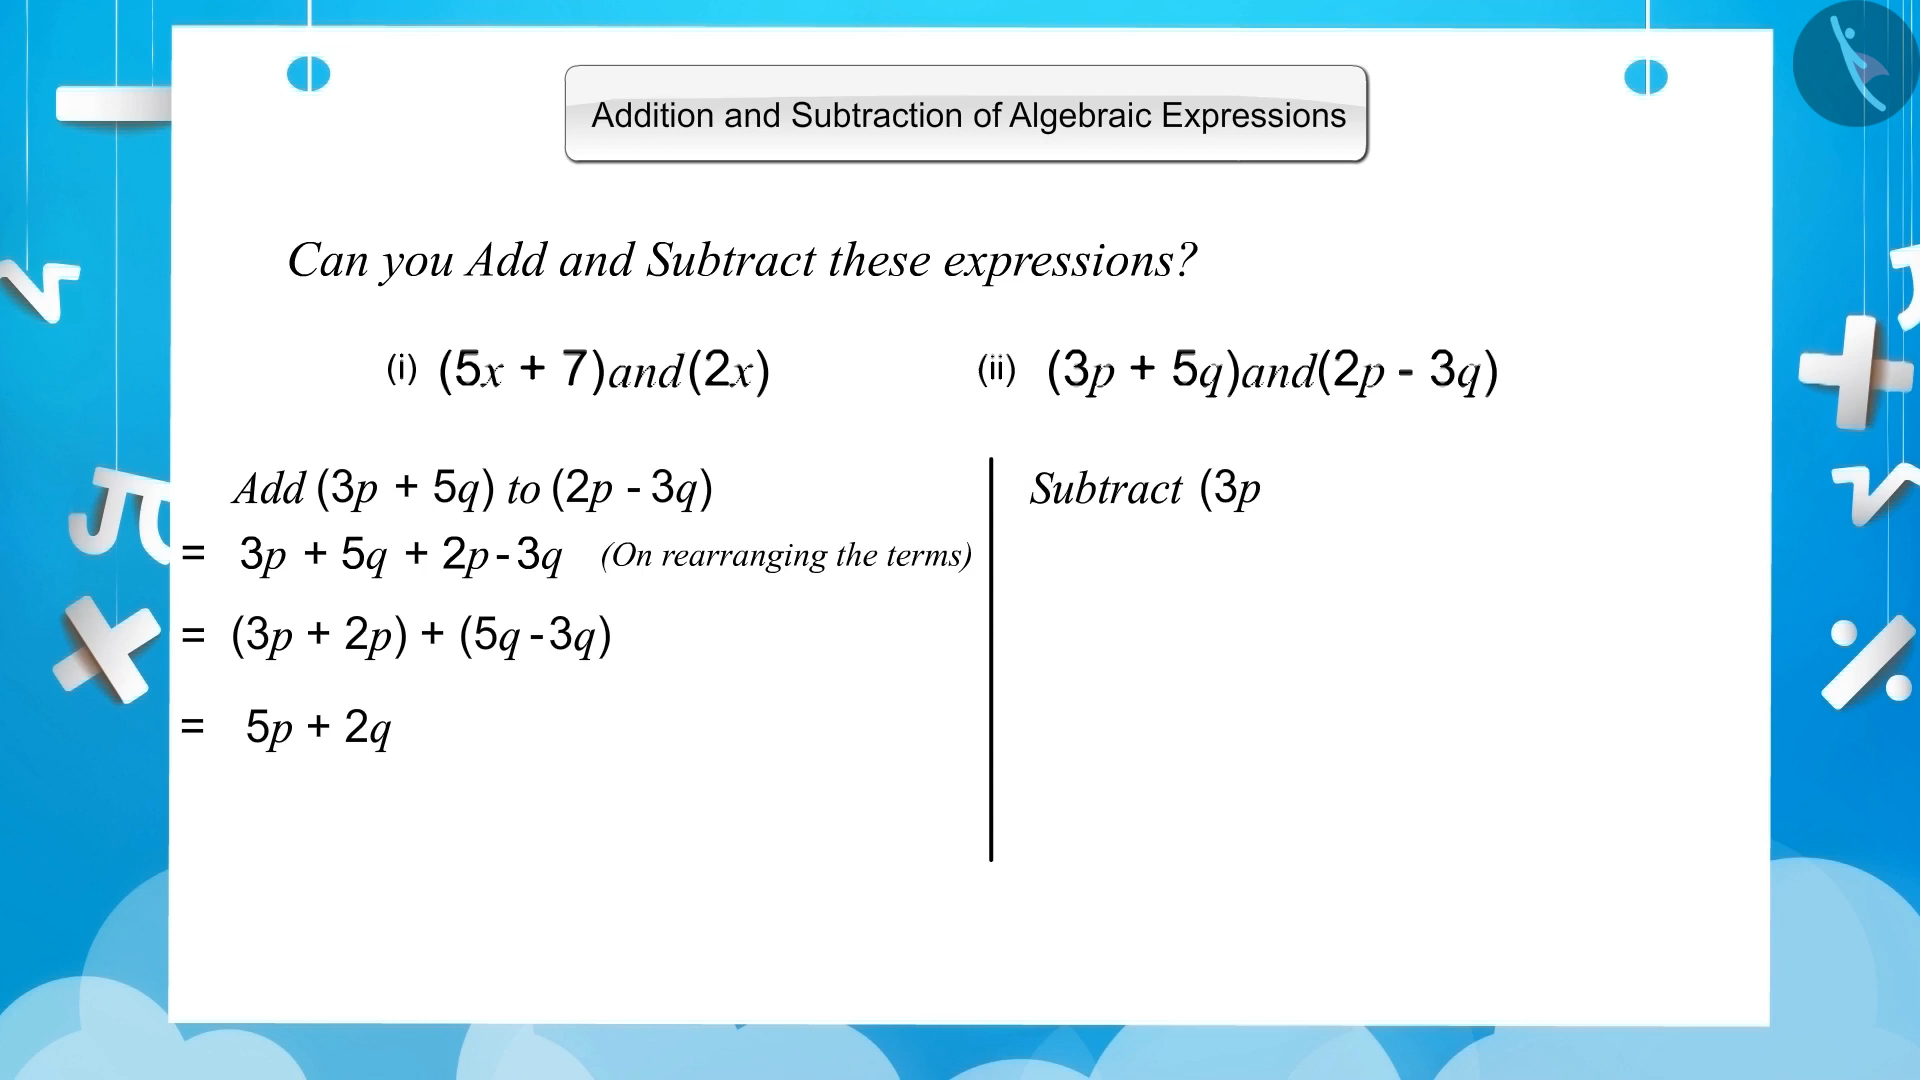 Addition and Subtraction of Algebraic Expressions
Can you Add and Subtract these expressions?
(i) (5x + 7)and(2x)
(ii) (3p + 5q)and(2p - 3q)
Add (3p + 5q) to (2p - 3q)
= 3p + 5q + 2p - 3q (On rearranging the terms)
= (3p + 2p) + (5q - 3q)
= 5p + 2q
Subtract (3p